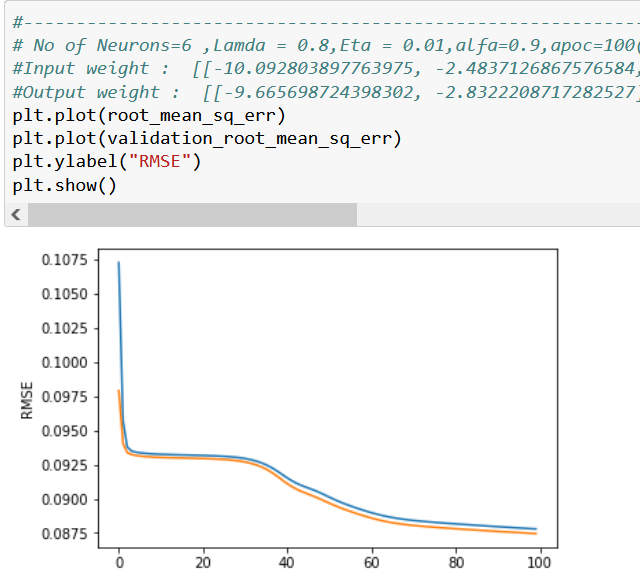 #--------------------------------------------------------------
# No of Neurons=6 ,Lamda = 0.8,Eta = 0.01,alfa=0.9,apoc=100(
#Input weight :  [[-10.092803897763975, -2.4837126867576584,
#Output weight :  [[-9.665698724398302, -2.8322208717282527]
plt.plot(root_mean_sq_err)
plt.plot(validation_root_mean_sq_err)
plt.ylabel("RMSE")
plt.show()
0.1075
0.1050
0.1025
0.1000
0.0975
0.0950
0.0925
0.0900
0.0875
RMSE
0 20 40 60 80 100